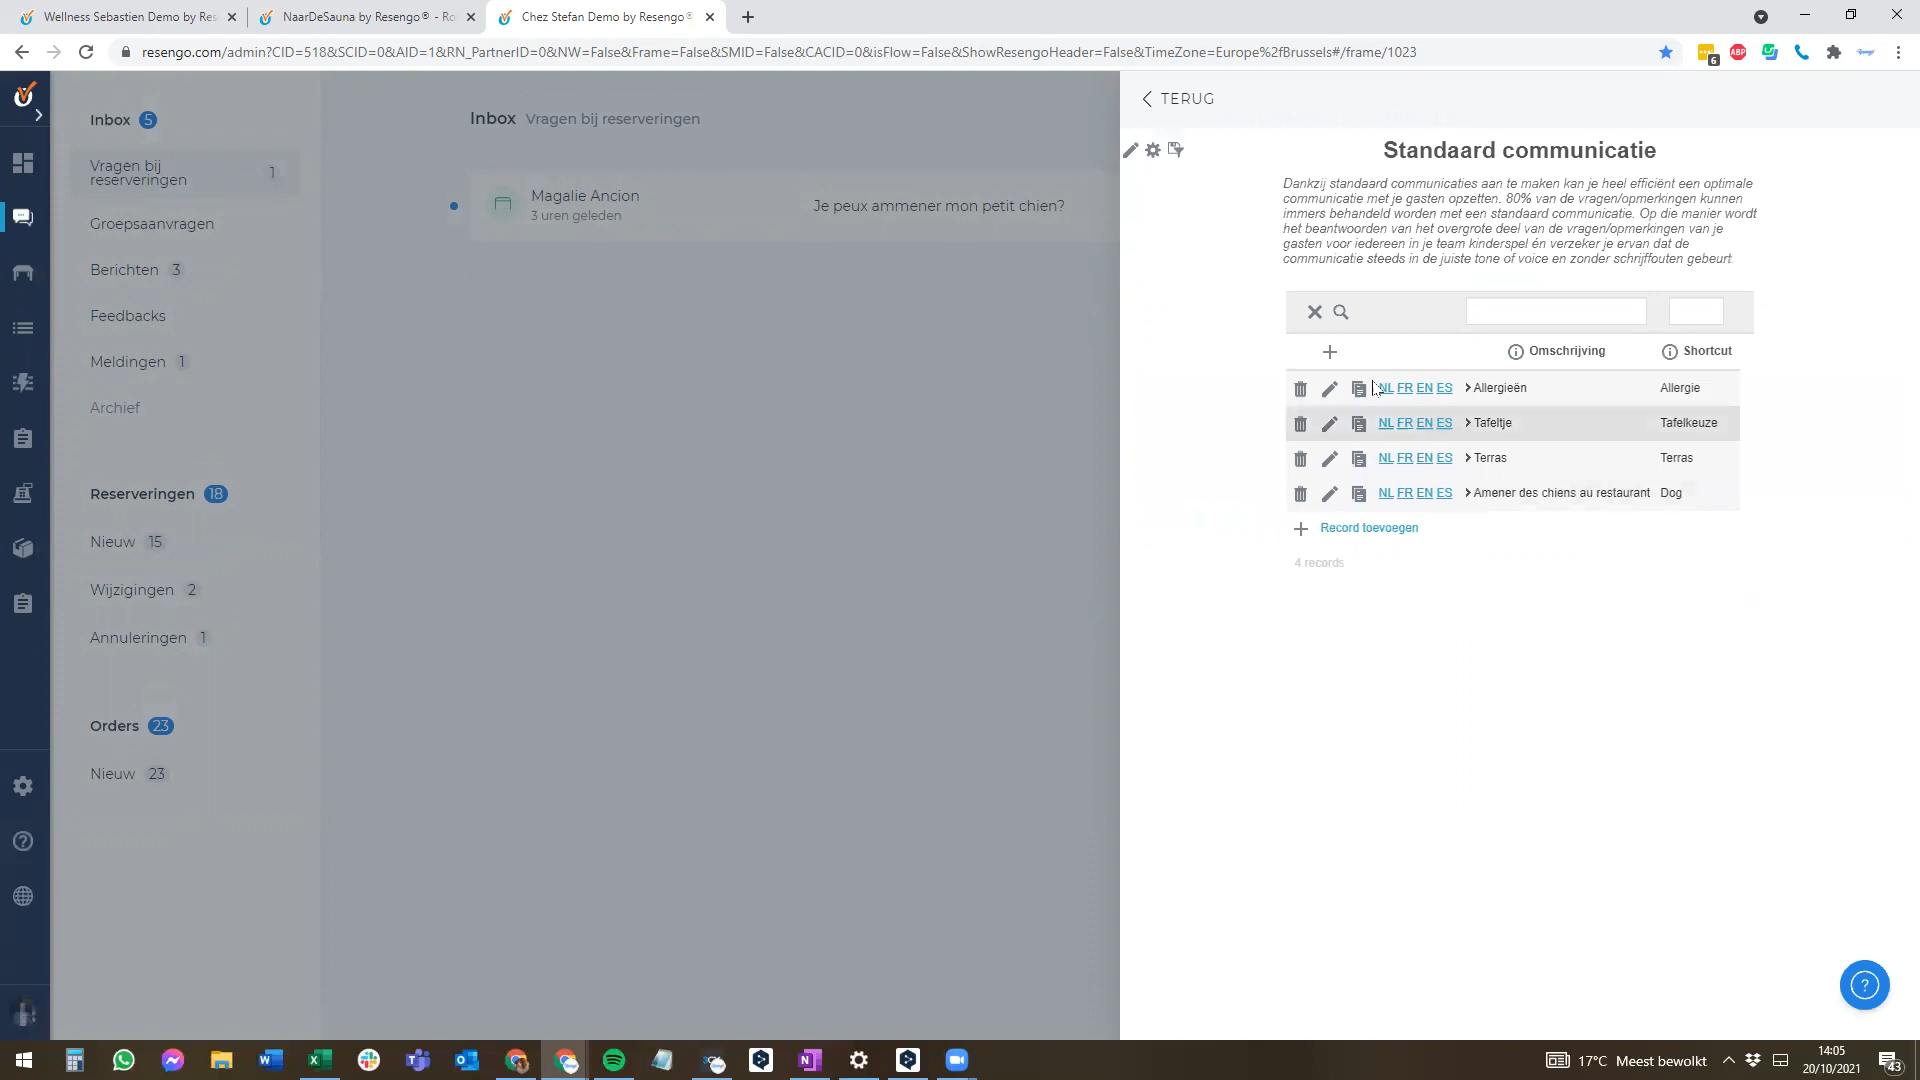 Wellness Sebastien Demo by Res
NaarDeSauna by Resengo® - Ro
Chez Stefan Demo by Resengo®
resengo.com/admin?CID=518&SCID=0&AID=1&RN_PartnerID=0&NW=False&Frame=False&SMID=False&CACID=0&isFlow=False&ShowResengoHeader=False&TimeZone=Europe%2fBrussels#/frame/1023
6
ABP
Inbox 5
Vragen bij
reserveringen 1
Groepsaanvragen
Berichten 3
Feedbacks
Meldingen 1
Archief
Reserveringen 18
Nieuw 15
Wijzigingen 2
Annuleringen 1
Orders 23
Nieuw 23
Inbox Vragen bij reserveringen
Magalie Ancion
3 uren geleden
Je peux ammener mon petit chien?
TERUG
Standaard communicatie
Dankzij standaard communicaties aan te maken kan je heel efficiënt een optimale
communicatie met je gasten opzetten. 80% van de vragen/opmerkingen kunnen
immers behandeld worden met een standaard communicatie. Op die manier wordt
het beantwoorden van het overgrote deel van de vragen/opmerkingen van je
gasten voor iedereen in je team kinderspel én verzeker je ervan dat de
communicatie steeds in de juiste tone of voice en zonder schrijffouten gebeurt.
Omschrijving Shortcut
NL FR EN ES Allergieën Allergie
NL FR EN ES Tafeltje Tafelkeuze
NL FR EN ES Terras Terras
NL FR EN ES Amener des chiens au restaurant Dog
Record toevoegen
4 records
17°C Meest bewolkt
14:05
20/10/2021
43